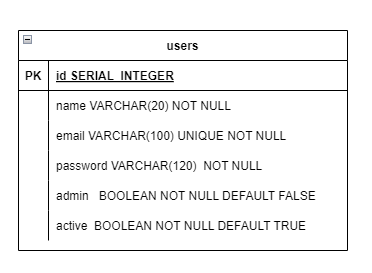 users
PK id SERIAL INTEGER
name VARCHAR(20) NOT NULL
email VARCHAR(100) UNIQUE NOT NULL
password VARCHAR(120)  NOT NULL
admin   BOOLEAN NOT NULL DEFAULT FALSE
active  BOOLEAN NOT NULL DEFAULT TRUE